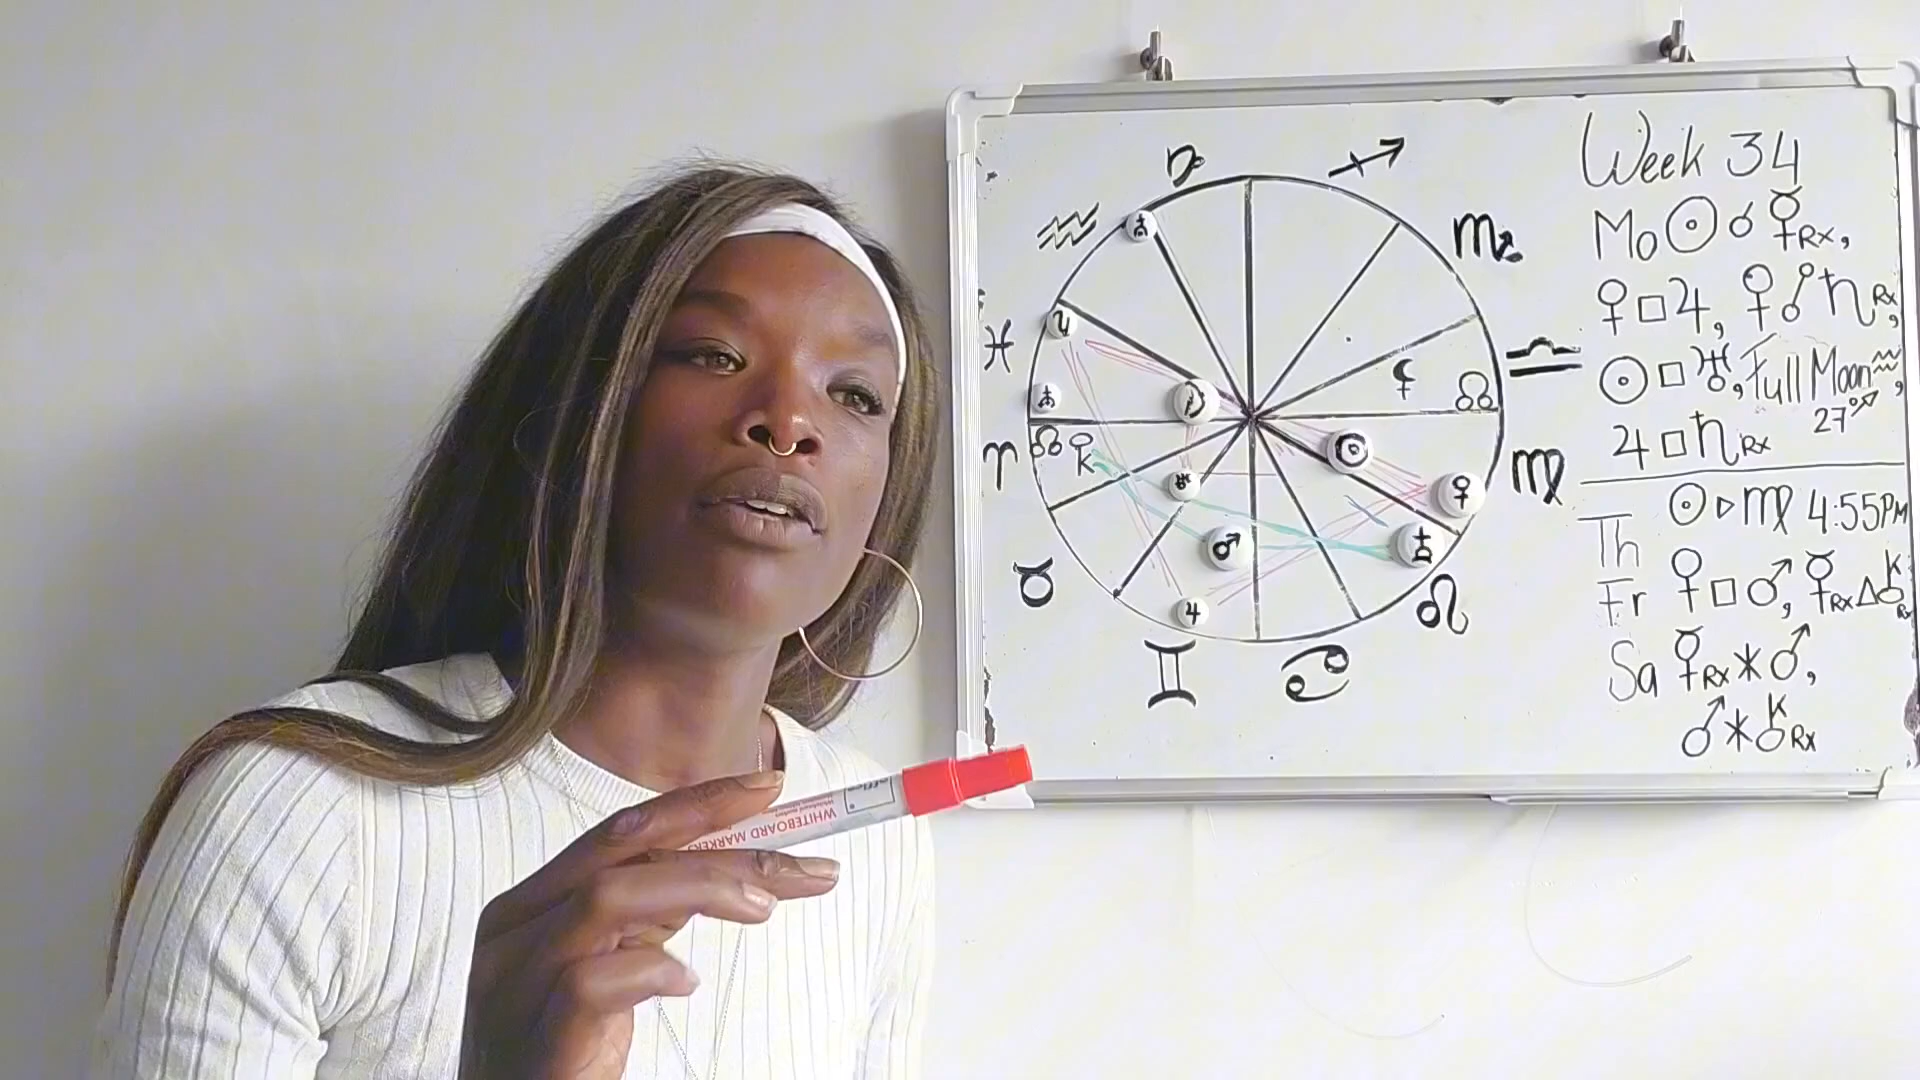 Week 34
Mo ☉ ☌ ☿ Rx,
♀ □ ♃, ♀ ☍ ♄ Rx,
☉ □ ♅, Full Moon ♒,
27°
♃ □ ♄ Rx
☉ ▷ ♍ 4:55PM
Th
Fr ♀ □ ♂, ☿ Rx △ ⚷ Rx
Sa ☿ Rx ⚹ ♂,
♂ ⚹ ⚷ Rx
♑ ♐
♒ ♏
♓ ♎
♈ ♍
♉ ♌
♊ ♋
WHITEBOARD MARKERS